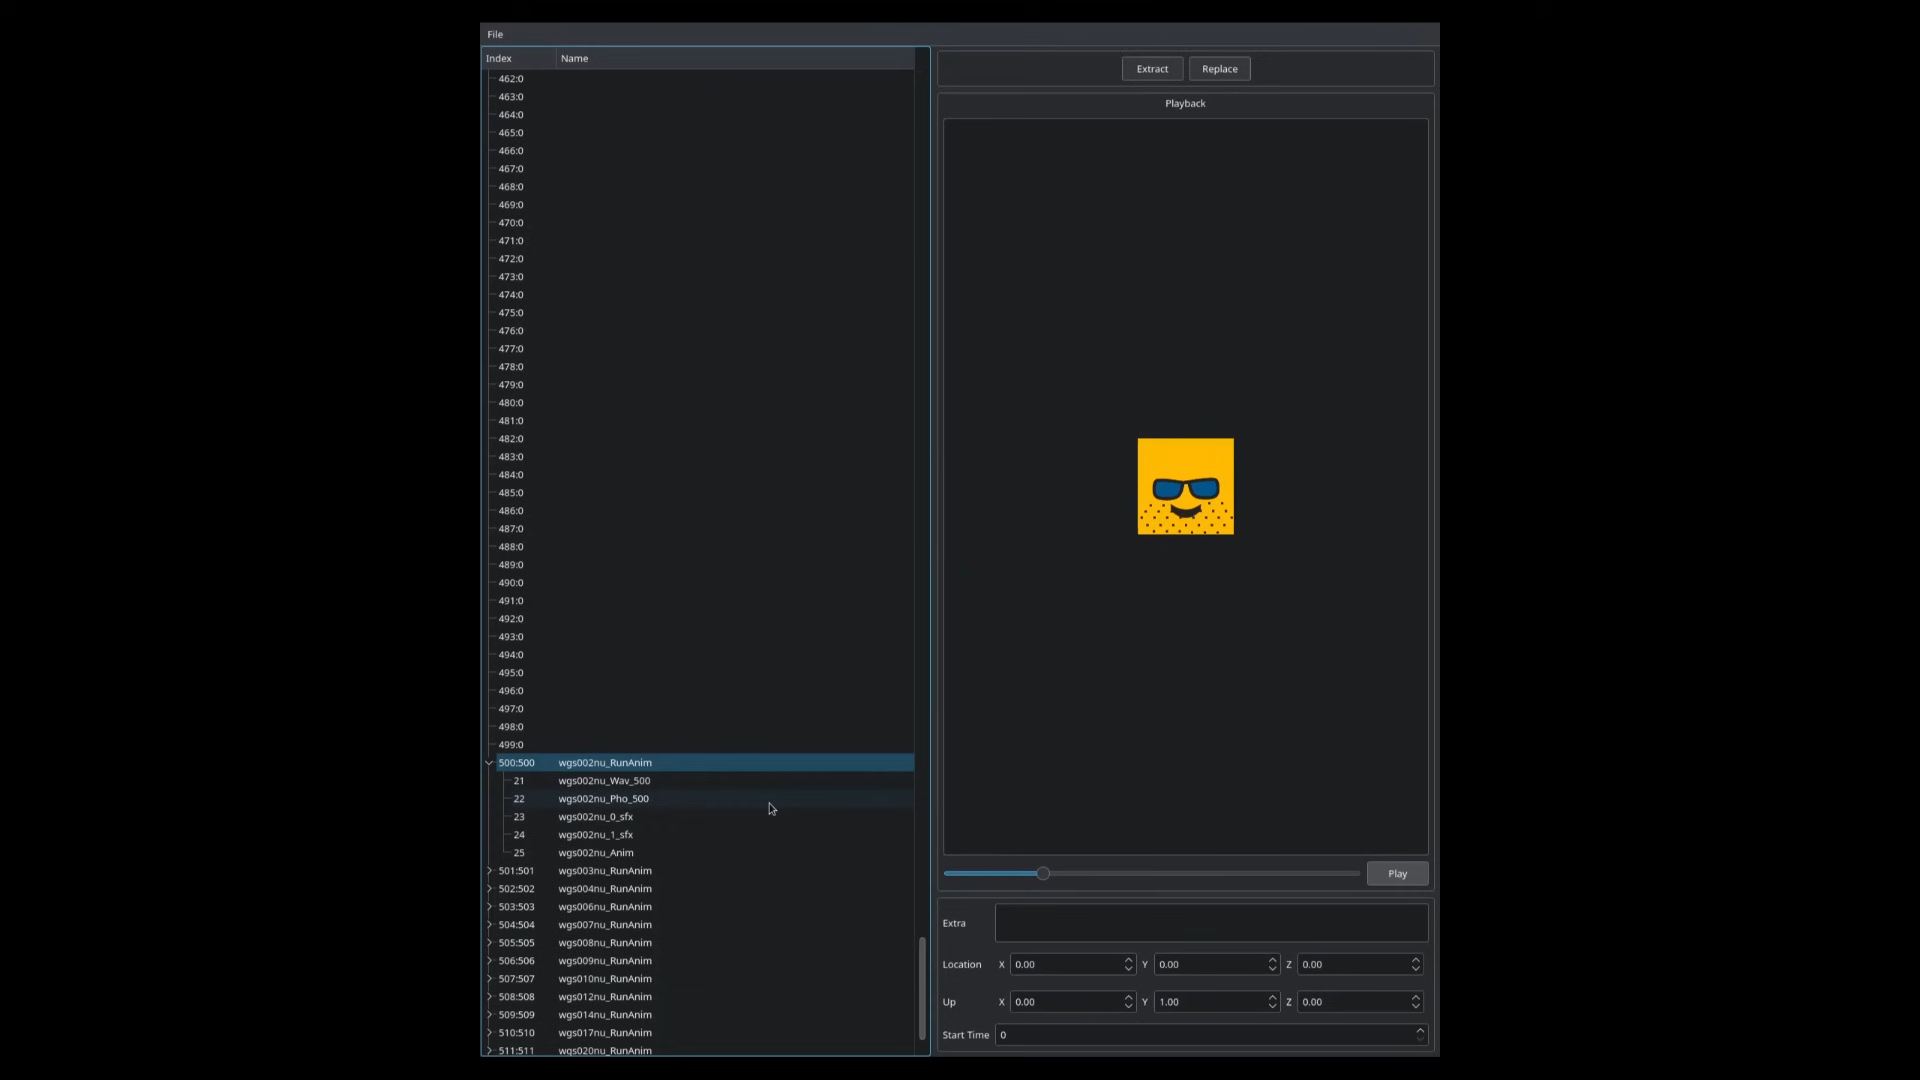 File
Index Name
462:0
463:0
464:0
465:0
466:0
467:0
468:0
469:0
470:0
471:0
472:0
473:0
474:0
475:0
476:0
477:0
478:0
479:0
480:0
481:0
482:0
483:0
484:0
485:0
486:0
487:0
488:0
489:0
490:0
491:0
492:0
493:0
494:0
495:0
496:0
497:0
498:0
499:0
500:500 wgs002nu_RunAnim
21 wgs002nu_Wav_500
22 wgs002nu_Pho_500
23 wgs002nu_0_sfx
24 wgs002nu_1_sfx
25 wgs002nu_Anim
501:501 wgs003nu_RunAnim
502:502 wgs004nu_RunAnim
503:503 wgs006nu_RunAnim
504:504 wgs007nu_RunAnim
505:505 wgs008nu_RunAnim
506:506 wgs009nu_RunAnim
507:507 wgs010nu_RunAnim
508:508 wgs012nu_RunAnim
509:509 wgs014nu_RunAnim
510:510 wgs017nu_RunAnim
511:511 wgs020nu_RunAnim
Extract Replace
Playback
Play
Extra
Location X 0.00 Y 0.00 Z 0.00
Up X 0.00 Y 1.00 Z 0.00
Start Time 0